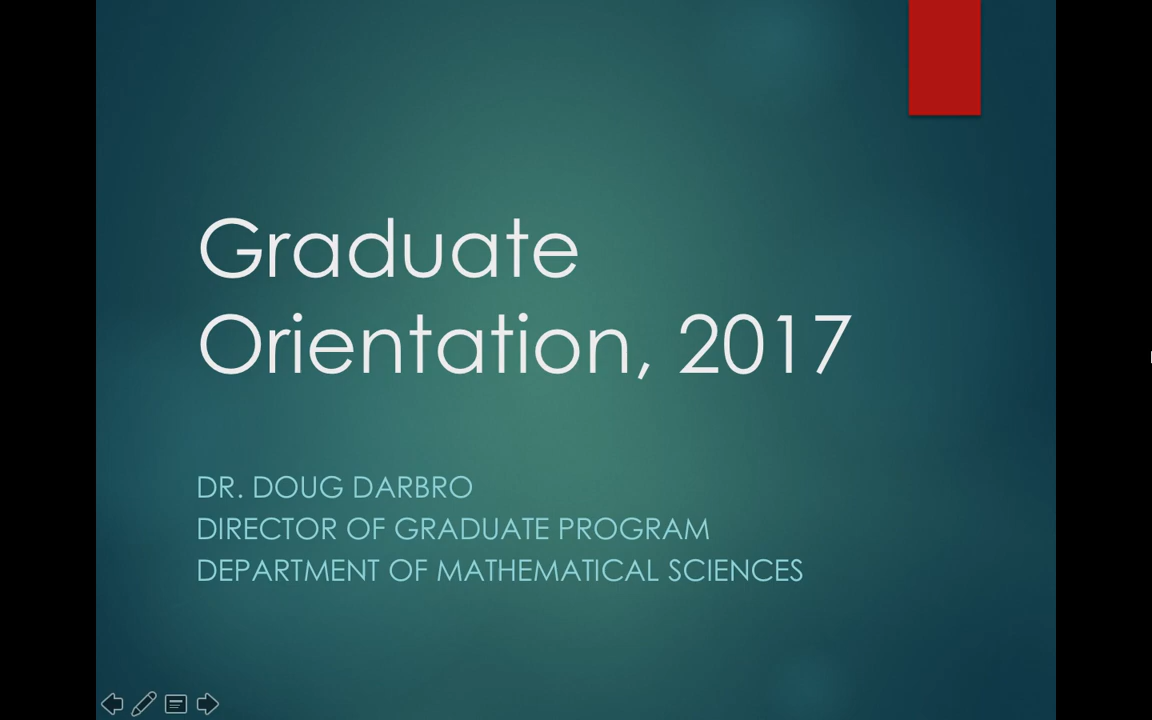 Graduate
Orientation, 2017
DR. DOUG DARBRO
DIRECTOR OF GRADUATE PROGRAM
DEPARTMENT OF MATHEMATICAL SCIENCES